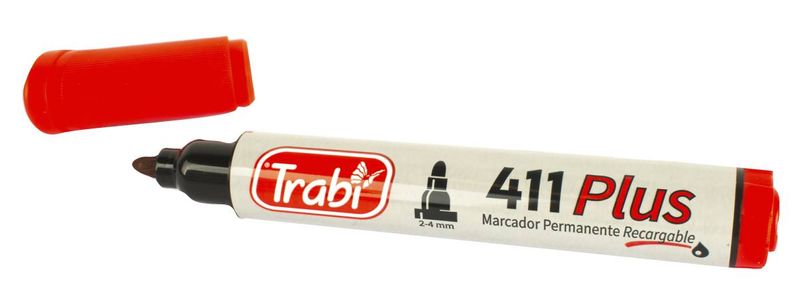 Trabi
2-4 mm
411 Plus
Marcador Permanente Recargable